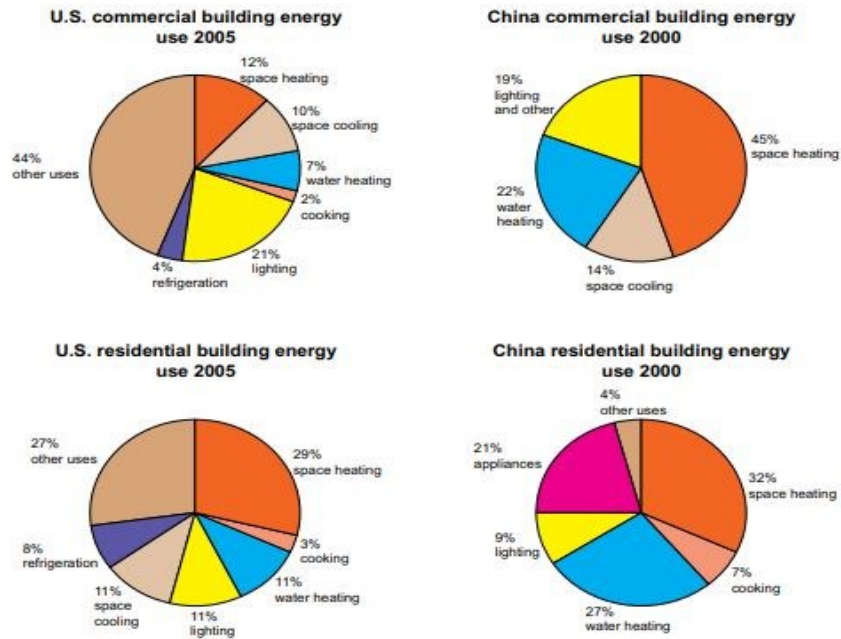 U.S. commercial building energy
use 2005
12%
space heating
10%
space cooling
7%
water heating
2%
cooking
21%
lighting
4%
refrigeration
44%
other uses
China commercial building energy
use 2000
19%
lighting
and other
45%
space heating
22%
water
heating
14%
space cooling
U.S. residential building energy
use 2005
27%
other uses
29%
space heating
3%
cooking
11%
water heating
11%
lighting
11%
space
cooling
8%
refrigeration
China residential building energy
use 2000
4%
other uses
21%
appliances
32%
space heating
9%
lighting
7%
cooking
27%
water heating